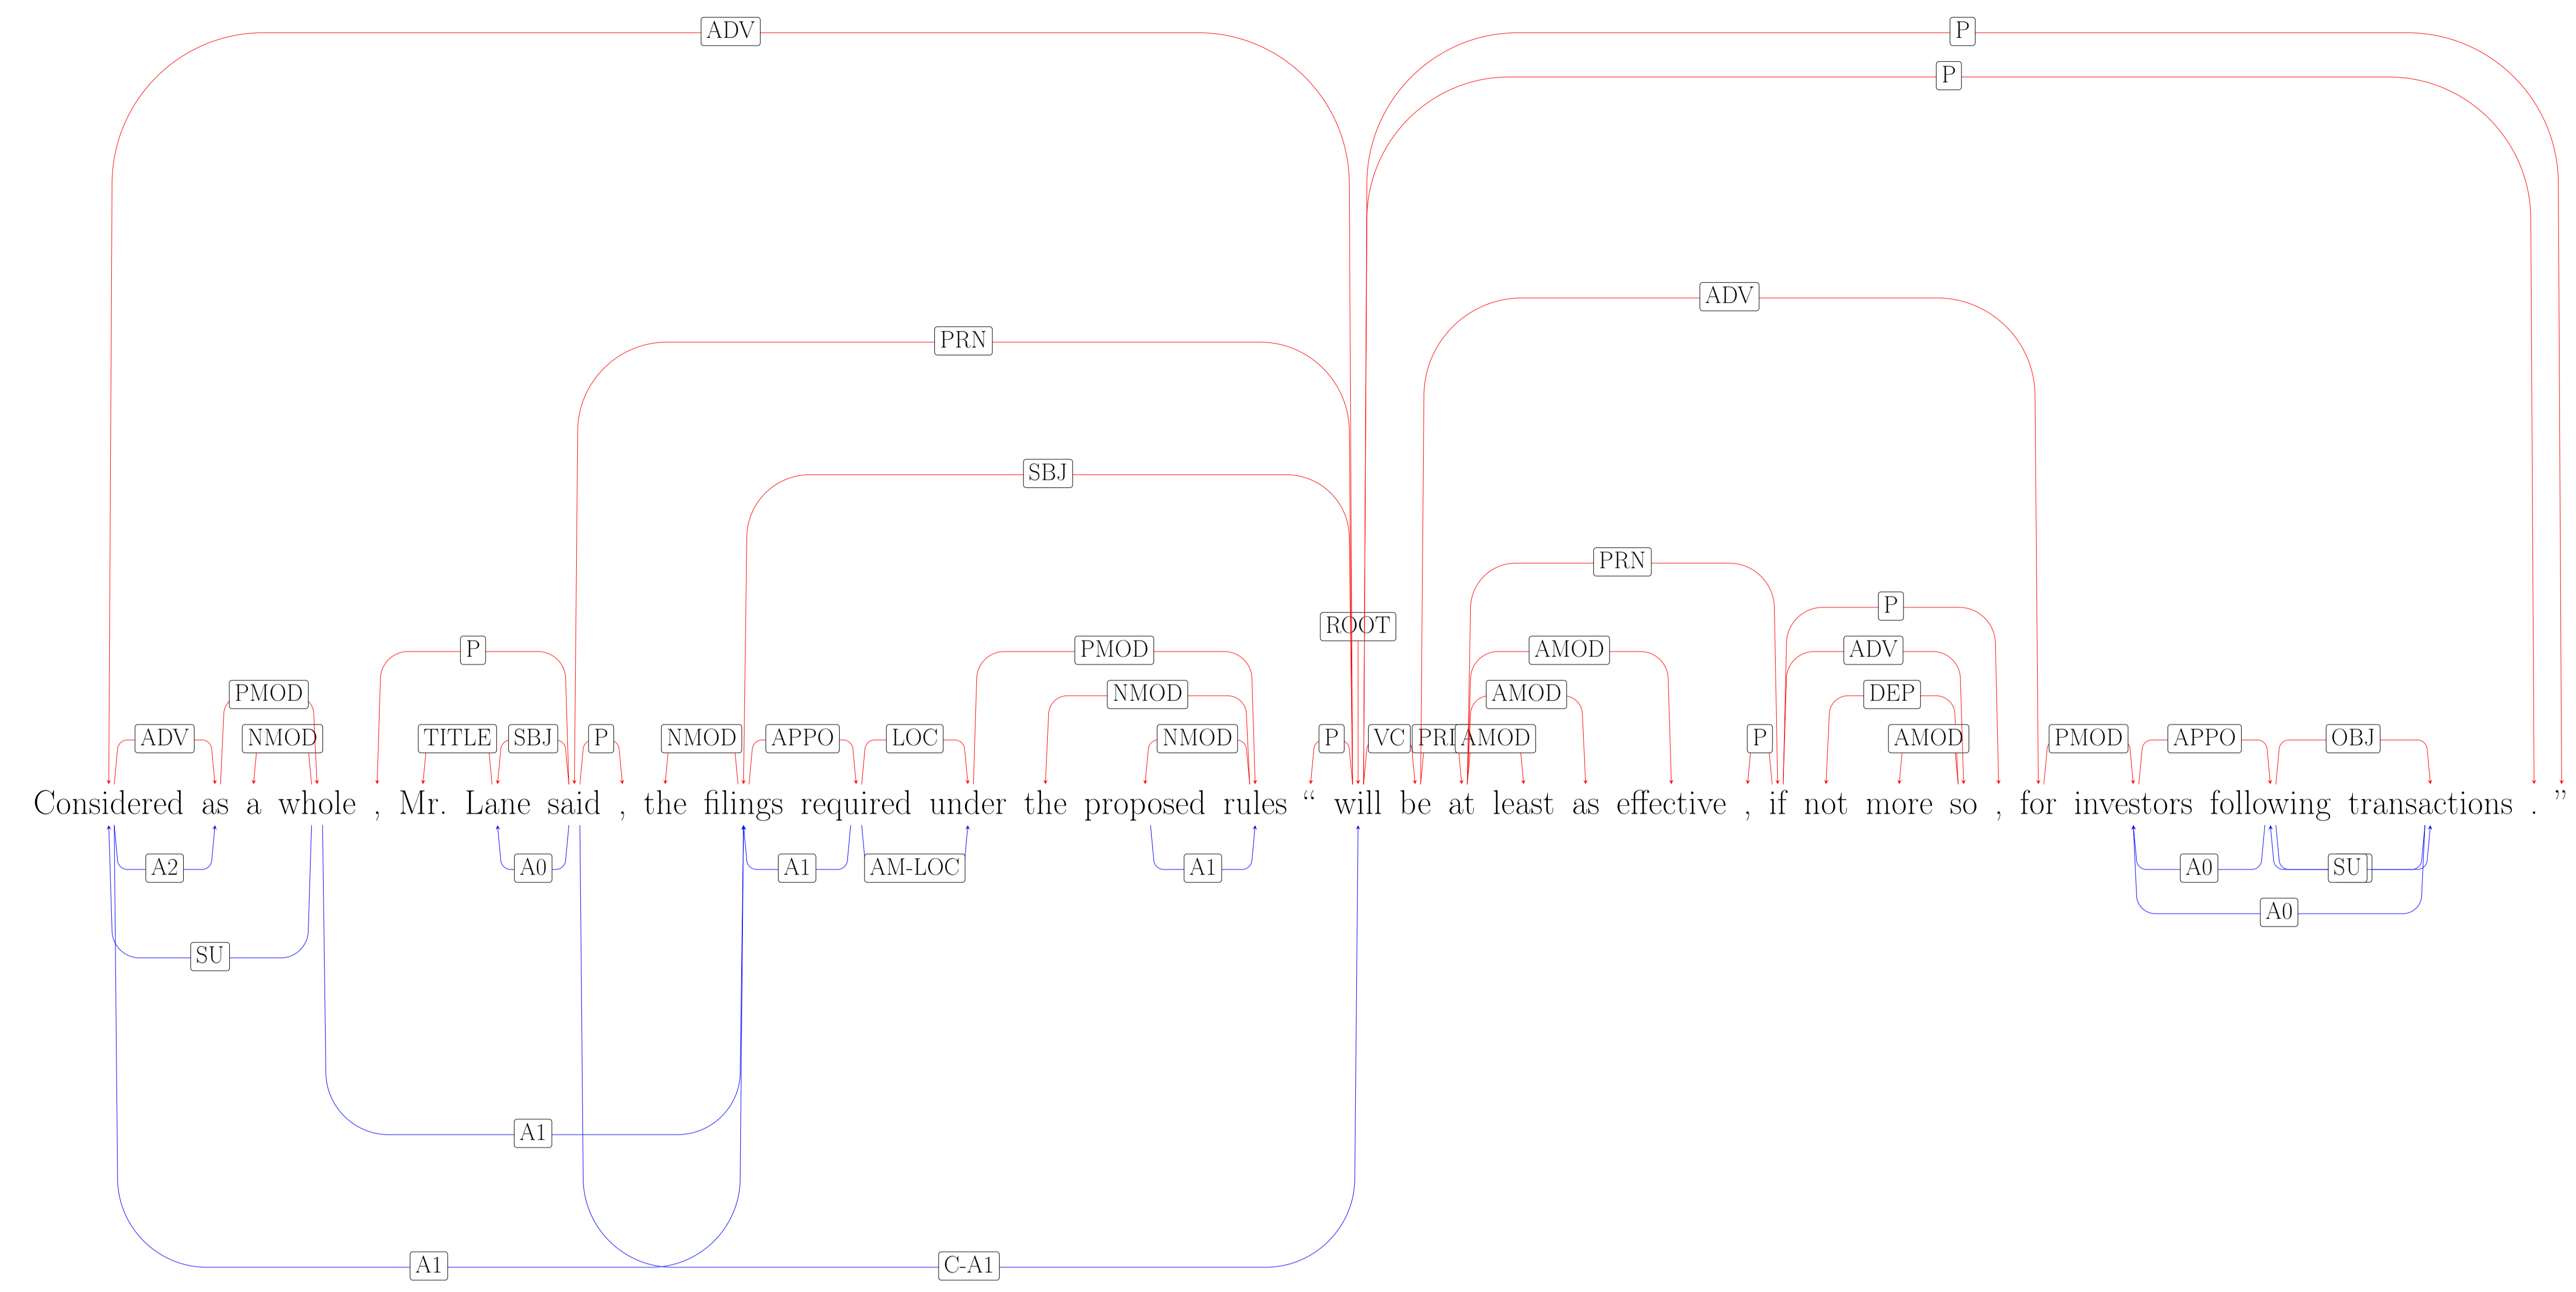 ADV P
P
ADV
PRN
SBJ
PRN
P
ROOT
P PMOD AMOD ADV
PMOD NMOD AMOD DEP
ADV NMOD TITLE SBJ P NMOD APPO LOC NMOD P VC AMOD P AMOD PMOD APPO OBJ
Considered as a whole , Mr. Lane said , the filings required under the proposed rules “ will be at least as effective , if not more so , for investors following transactions . ”
A2 A0 A1 AM-LOC A1 A0 SU
A0
SU
A1
A1 C-A1